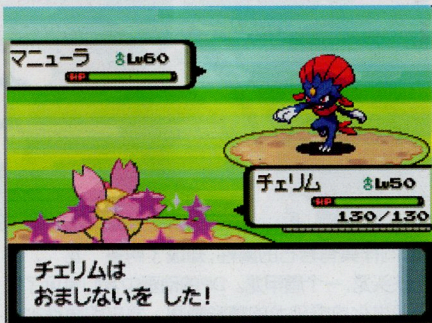 マニューラ ♂Lv60
HP
チェリム ♂Lv50
HP
130/130
チェリムは
おまじないを した!